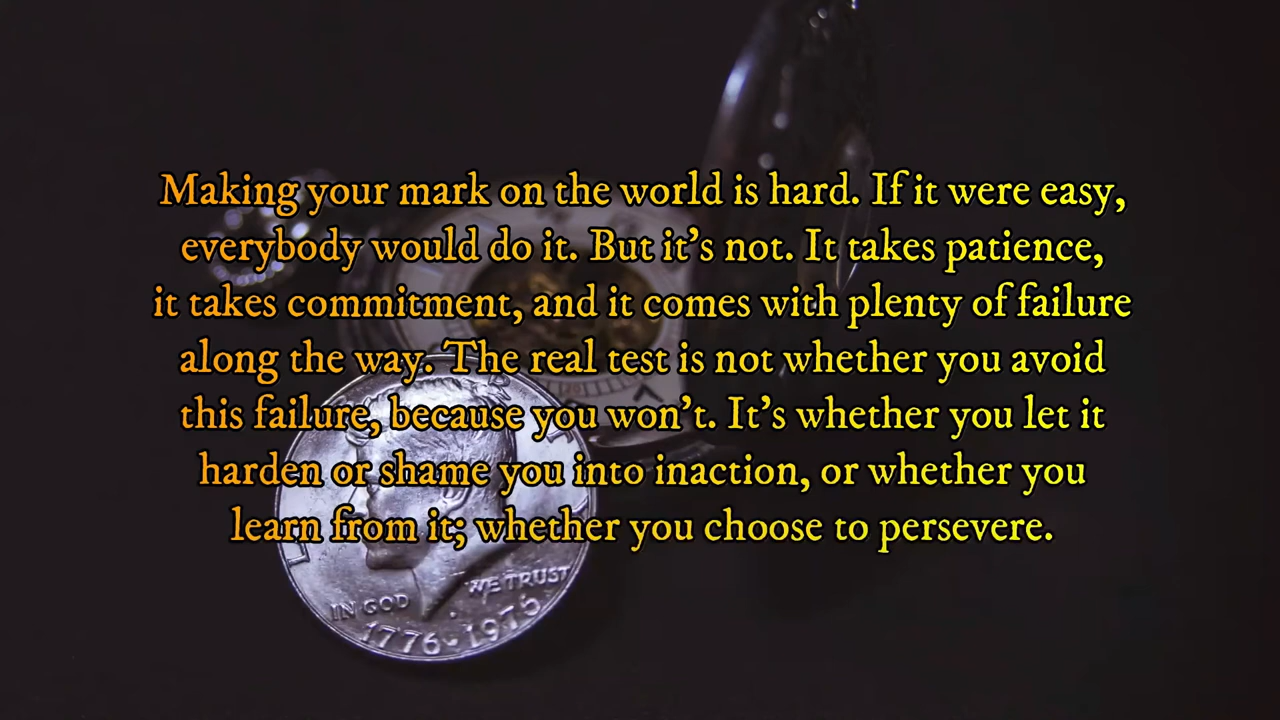 Making your mark on the world is hard. If it were easy,
everybody would do it. But it's not. It takes patience,
it takes commitment, and it comes with plenty of failure
along the way. The real test is not whether you avoid
this failure, because you won't. It's whether you let it
harden or shame you into inaction, or whether you
learn from it; whether you choose to persevere.
IN GOD WE TRUST
1776·1976